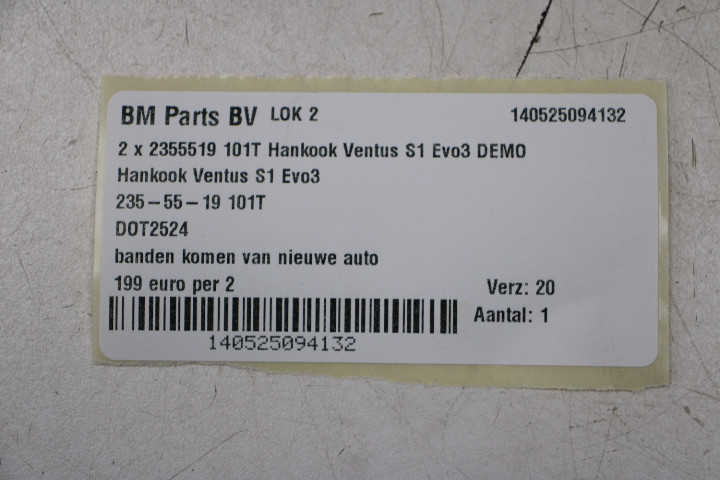 BM Parts BV LOK 2 140525094132
2 x 2355519 101T Hankook Ventus S1 Evo3 DEMO
Hankook Ventus S1 Evo3
235-55-19 101T
DOT2524
banden komen van nieuwe auto
199 euro per 2 Verz: 20
Aantal: 1
140525094132